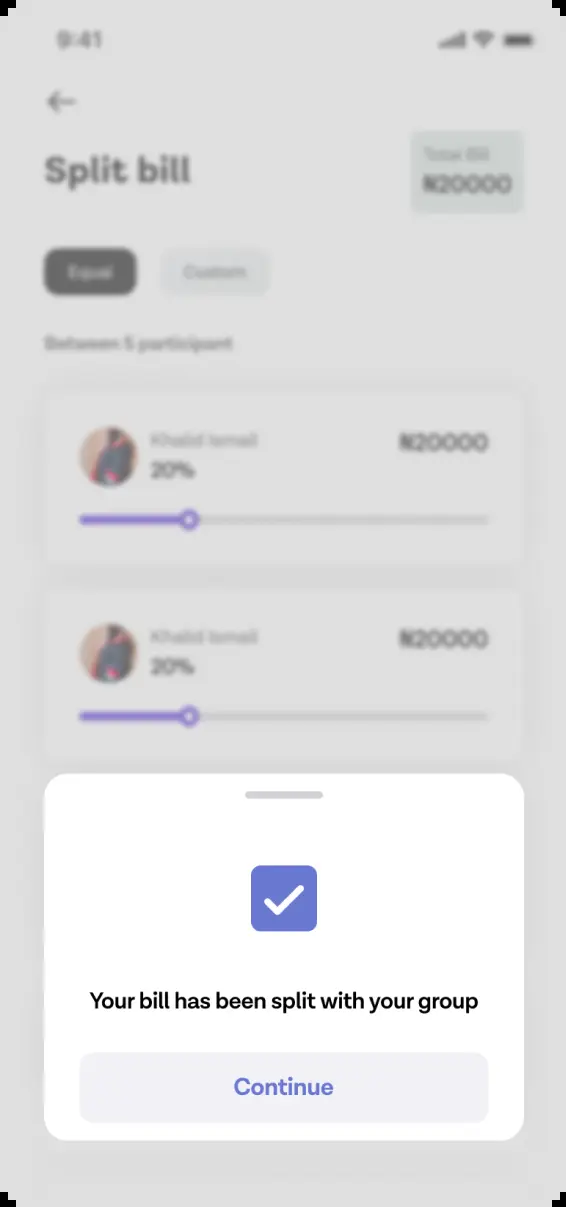 9:41
Split bill
Total Bill
₦20000
Equal
Custom
Between 5 participant
Khalid Ismail
20%
₦20000
Khalid Ismail
20%
₦20000
Your bill has been split with your group
Continue